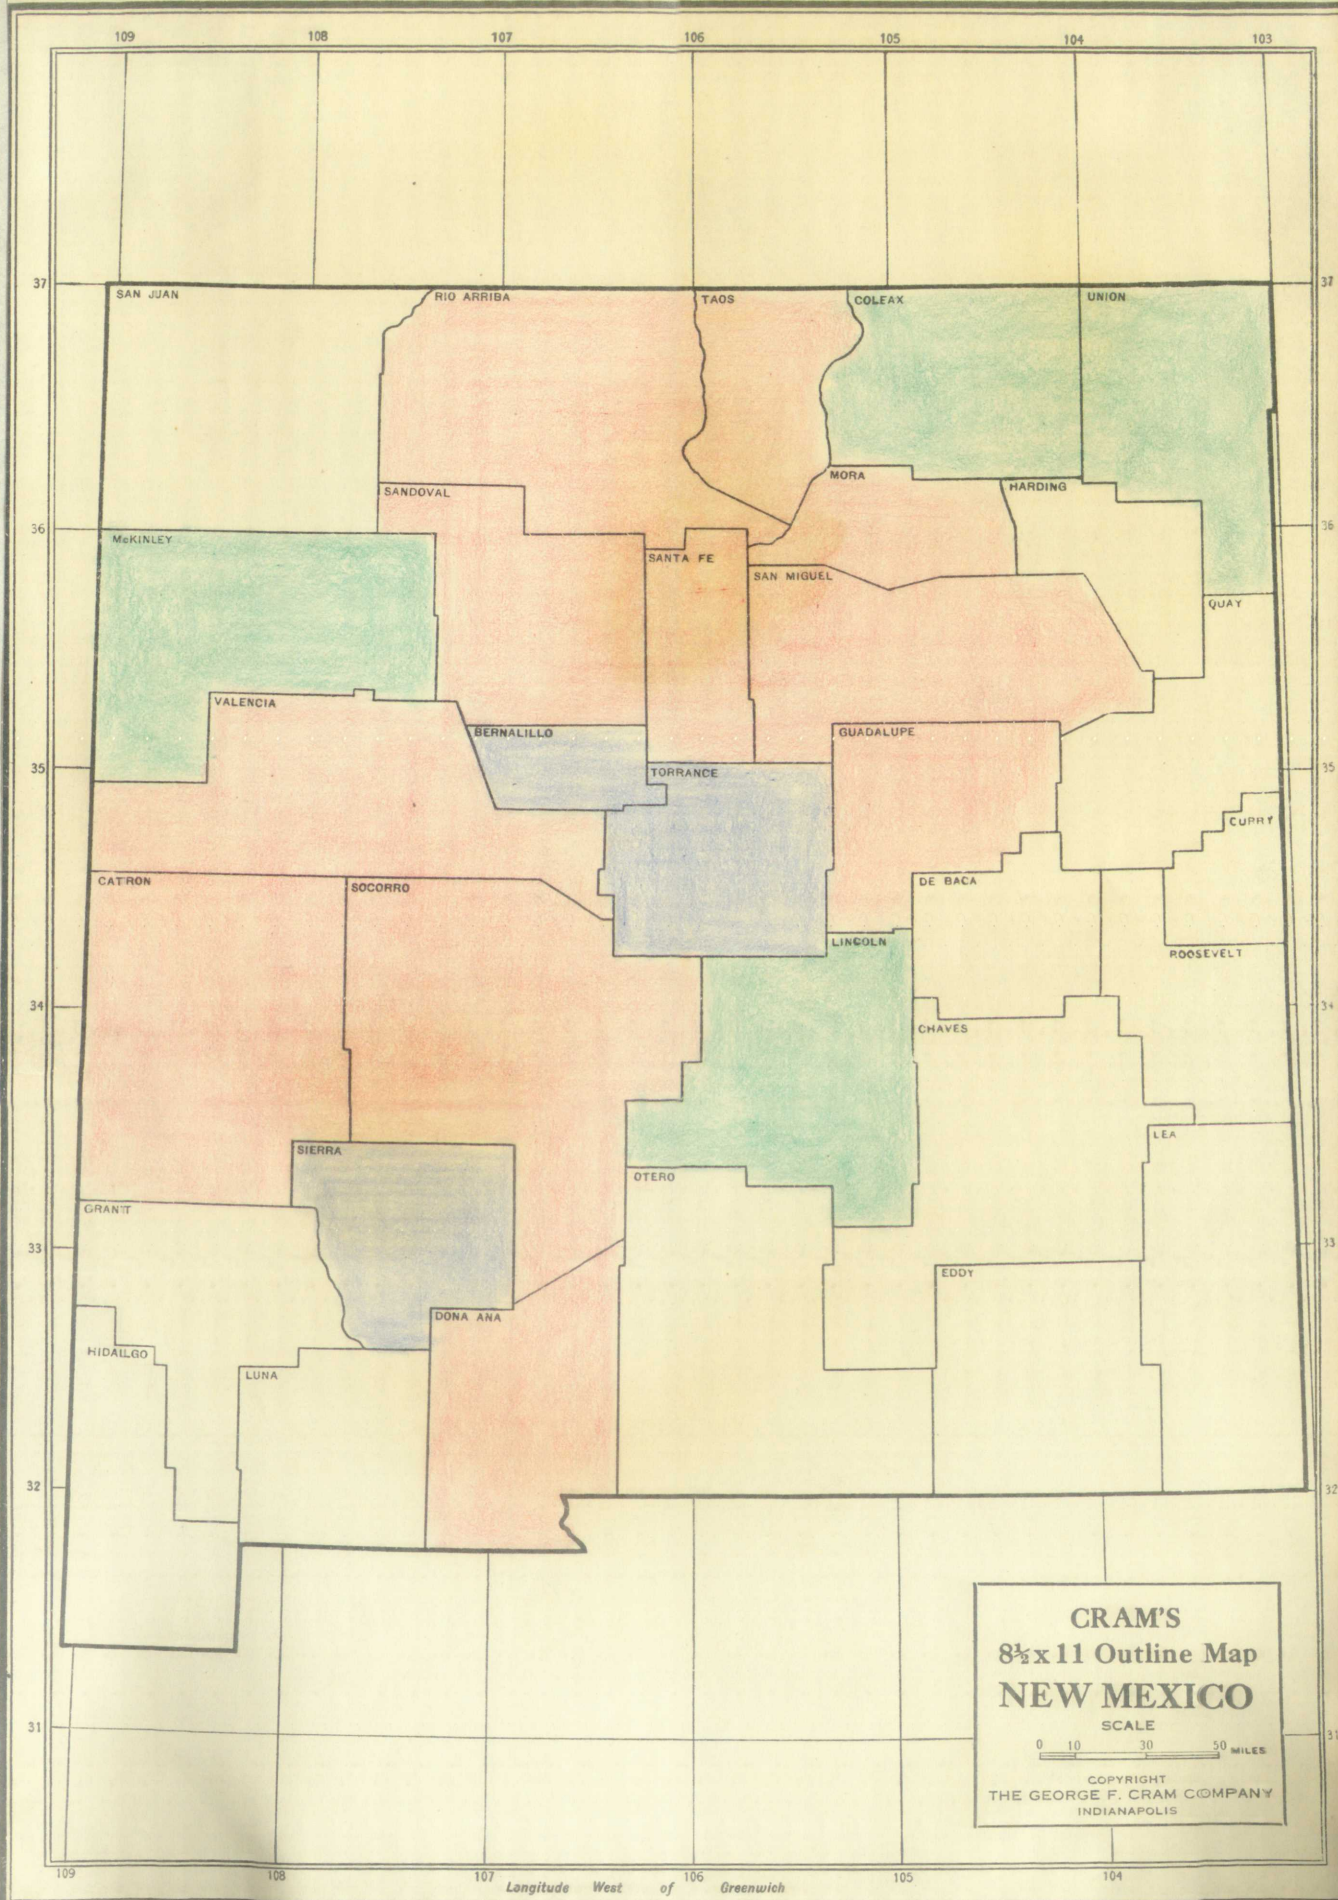 109 108 107 106 105 104 103
37 37
SAN JUAN RIO ARRIBA TAOS COLEAX UNION
MORA
HARDING
SANDOVAL
36 36
McKINLEY
SANTA FE
SAN MIGUEL
QUAY
VALENCIA
BERNALILLO GUADALUPE
35 TORRANCE 35
CURRY
CATRON SOCORRO DE BACA
LINCOLN
ROOSEVELT
34 34
CHAVES
SIERRA LEA
OTERO
GRANT
33 33
EDDY
DONA ANA
HIDALGO
LUNA
32 32
CRAM'S
8½x11 Outline Map
NEW MEXICO
SCALE
31 31
0 10 30 50 MILES
COPYRIGHT
THE GEORGE F. CRAM COMPANY
INDIANAPOLIS
109 108 107 106 105 104
Longitude West of Greenwich